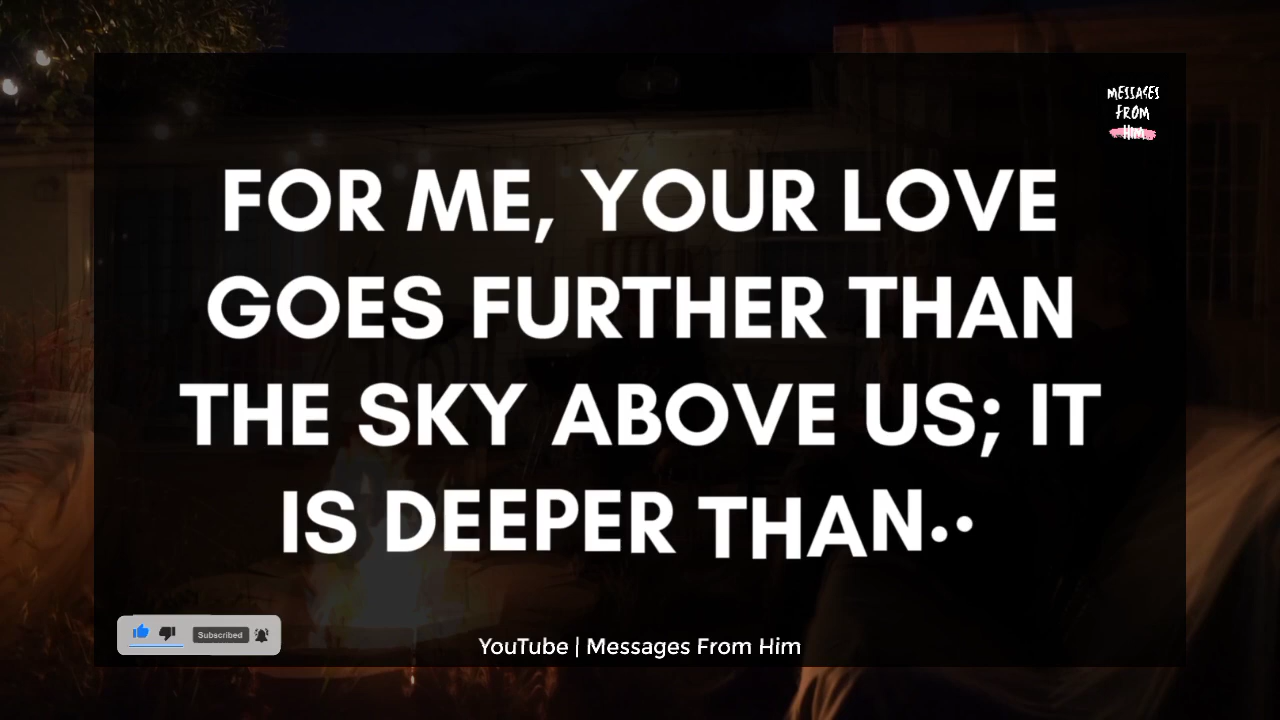 MESSAGES
FROM
HIM
FOR ME, YOUR LOVE
GOES FURTHER THAN
THE SKY ABOVE US; IT
IS DEEPER THAN..
Subscribed
YouTube | Messages From Him